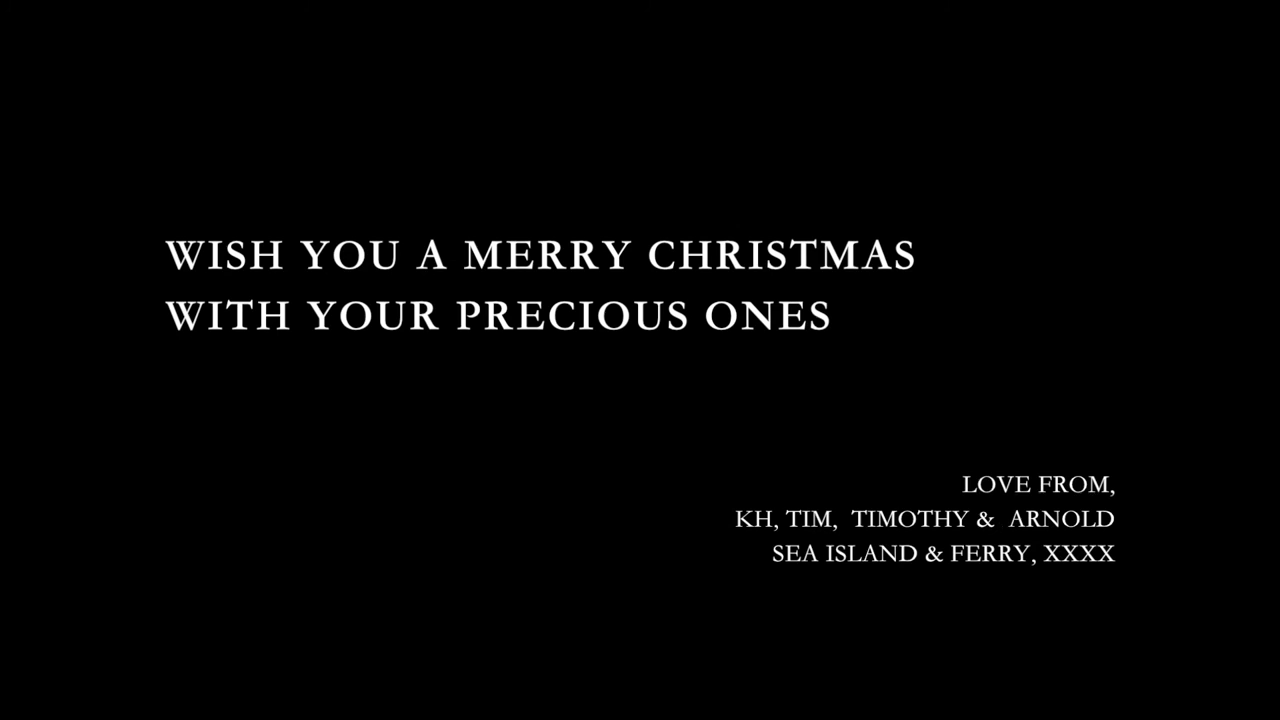 WISH YOU A MERRY CHRISTMAS
WITH YOUR PRECIOUS ONES
LOVE FROM,
KH, TIM,  TIMOTHY &  ARNOLD
SEA ISLAND & FERRY, XXXX